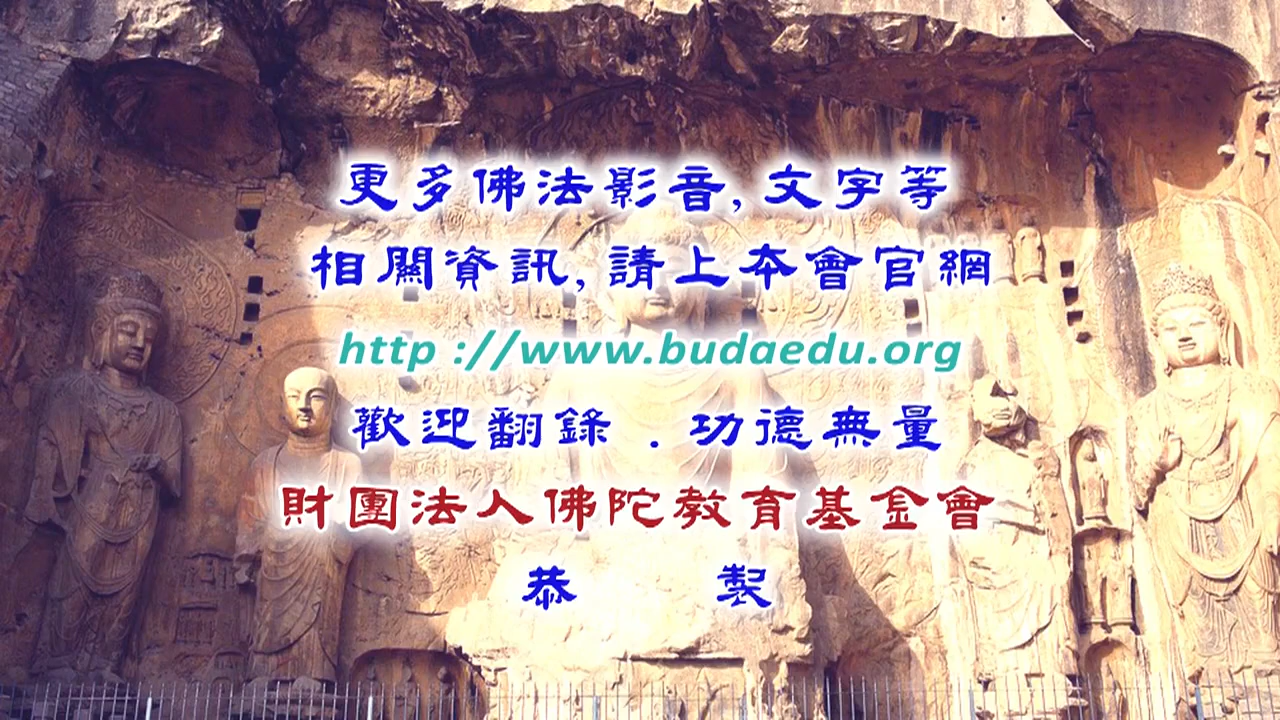 更多佛法影音,文字等
相關資訊,請上本會官網
http ://www.budaedu.org
歡迎翻錄 . 功德無量
財團法人佛陀教育基金會
恭 製